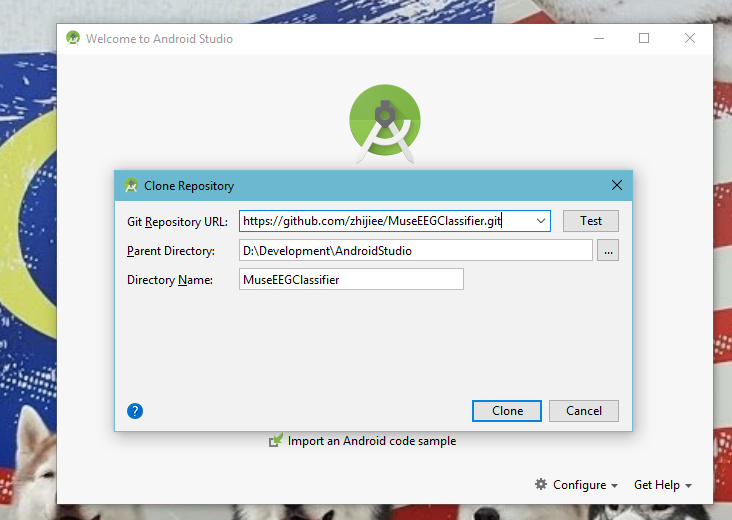 Welcome to Android Studio
Clone Repository
Git Repository URL: https://github.com/zhijiee/MuseEEGClassifier.git Test
Parent Directory: D:\Development\AndroidStudio ...
Directory Name: MuseEEGClassifier
? Clone Cancel
Import an Android code sample
Configure Get Help